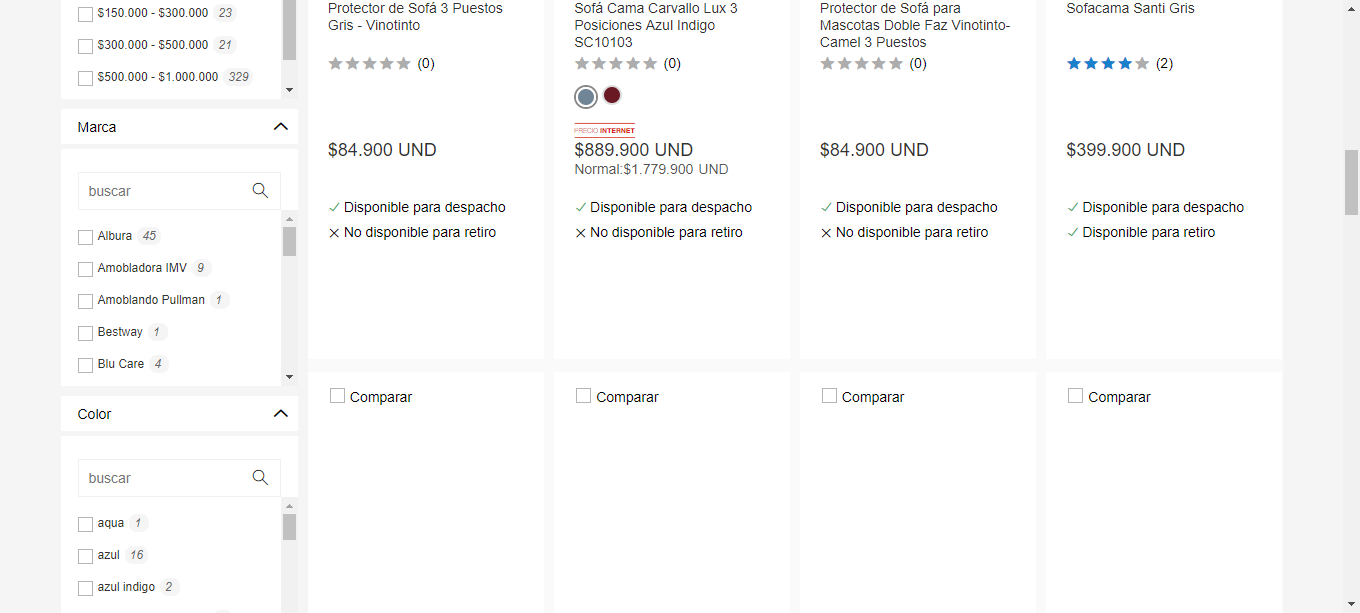 $150.000 - $300.000 23
$300.000 - $500.000 21
$500.000 - $1.000.000 329
Marca
buscar
Albura 45
Amobladora IMV 9
Amoblando Pullman 1
Bestway 1
Blu Care 4
Color
buscar
aqua 1
azul 16
azul indigo 2
Protector de Sofá 3 Puestos
Gris - Vinotinto
(0)
$84.900 UND
Disponible para despacho
No disponible para retiro
Sofá Cama Carvallo Lux 3
Posiciones Azul Indigo
SC10103
(0)
PRECIO INTERNET
$889.900 UND
Normal:$1.779.900 UND
Disponible para despacho
No disponible para retiro
Protector de Sofá para
Mascotas Doble Faz Vinotinto-
Camel 3 Puestos
(0)
$84.900 UND
Disponible para despacho
No disponible para retiro
Sofacama Santi Gris
(2)
$399.900 UND
Disponible para despacho
Disponible para retiro
Comparar
Comparar
Comparar
Comparar